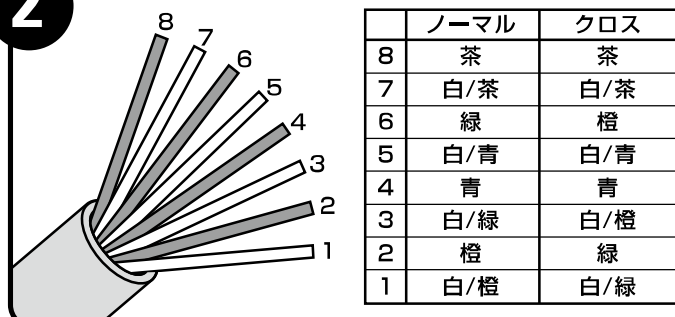 2
8
7
6
5
4
3
2
1
ノーマル クロス
8 茶 茶
7 白/茶 白/茶
6 緑 橙
5 白/青 白/青
4 青 青
3 白/緑 白/橙
2 橙 緑
1 白/橙 白/緑